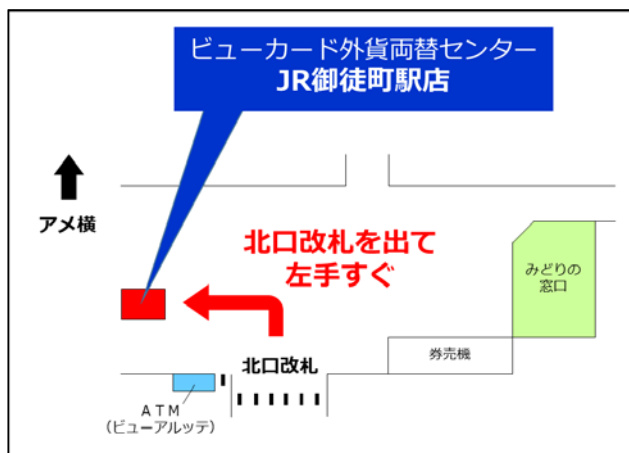 ビューカード外貨両替センター
JR御徒町駅店
アメ横
北口改札を出て
左手すぐ
みどりの
窓口
券売機
北口改札
ATM
(ビューアルッテ)